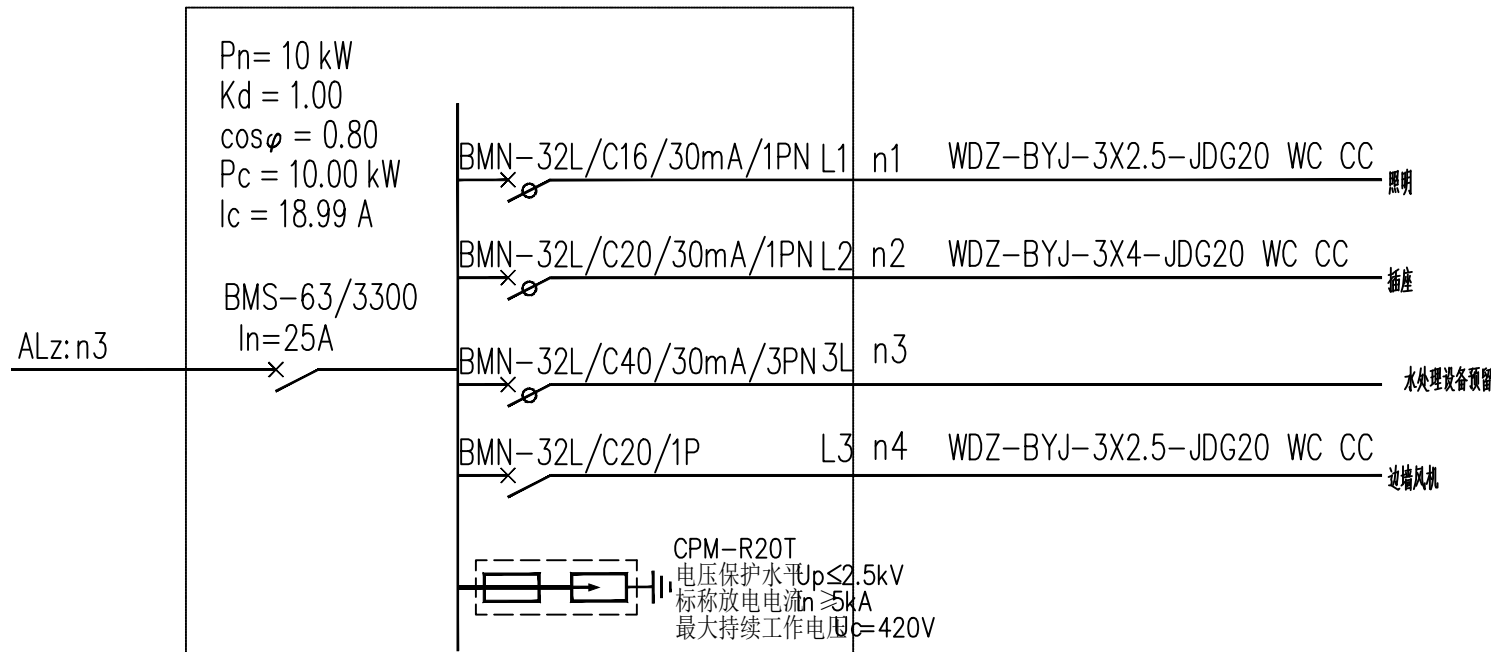 Pn= 10 kW
Kd = 1.00
cosφ = 0.80
Pc = 10.00 kW
Ic = 18.99 A
BMS-63/3300
In=25A
ALz:n3
BMN-32L/C16/30mA/1PN L1 n1 WDZ-BYJ-3X2.5-JDG20 WC CC
照明
BMN-32L/C20/30mA/1PN L2 n2 WDZ-BYJ-3X4-JDG20 WC CC
插座
BMN-32L/C40/30mA/3PN 3L n3
水处理设备预留
BMN-32L/C20/1P L3 n4 WDZ-BYJ-3X2.5-JDG20 WC CC
边墙风机
CPM-R20T
电压保护水平Up≤2.5kV
标称放电电流In ≥5kA
最大持续工作电压Uc=420V